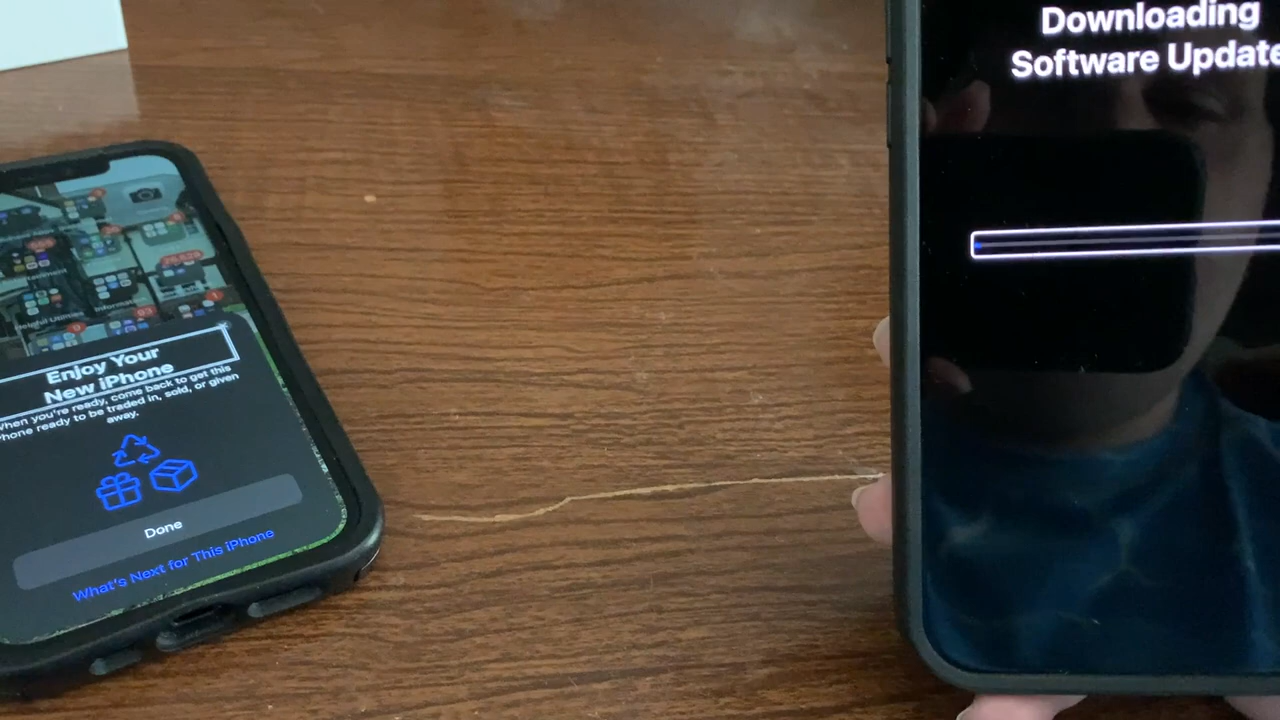 Enjoy Your
New iPhone
When you're ready, come back to get this
iPhone ready to be traded in, sold, or given
away.
Done
What's Next for This iPhone
Downloading
Software Update